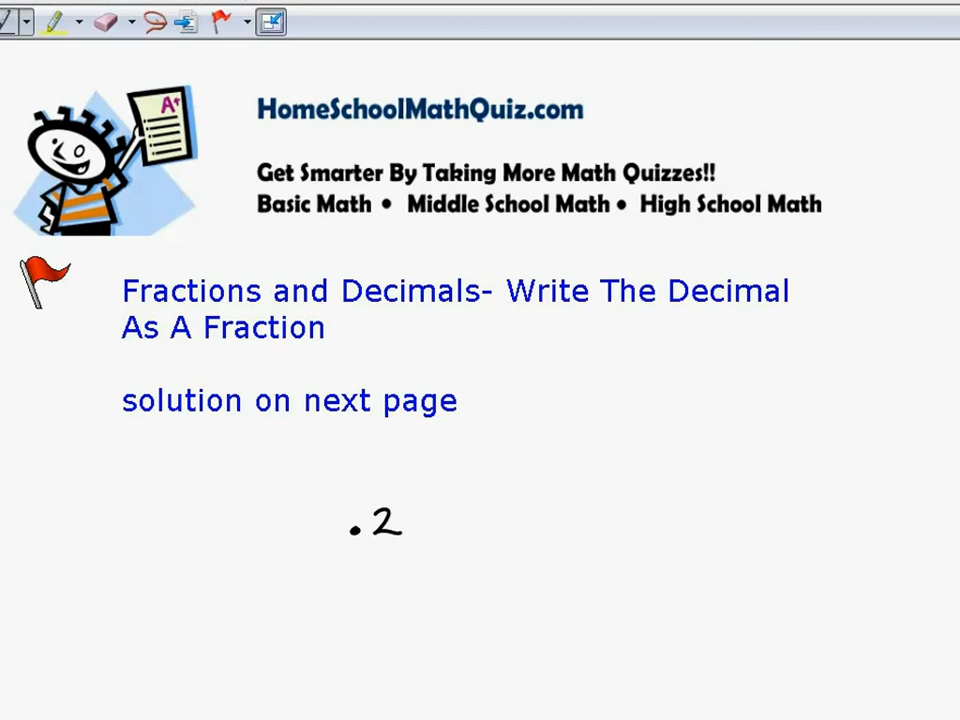 A+
HomeSchoolMathQuiz.com
Get Smarter By Taking More Math Quizzes!!
Basic Math • Middle School Math • High School Math
Fractions and Decimals- Write The Decimal
As A Fraction
solution on next page
.2